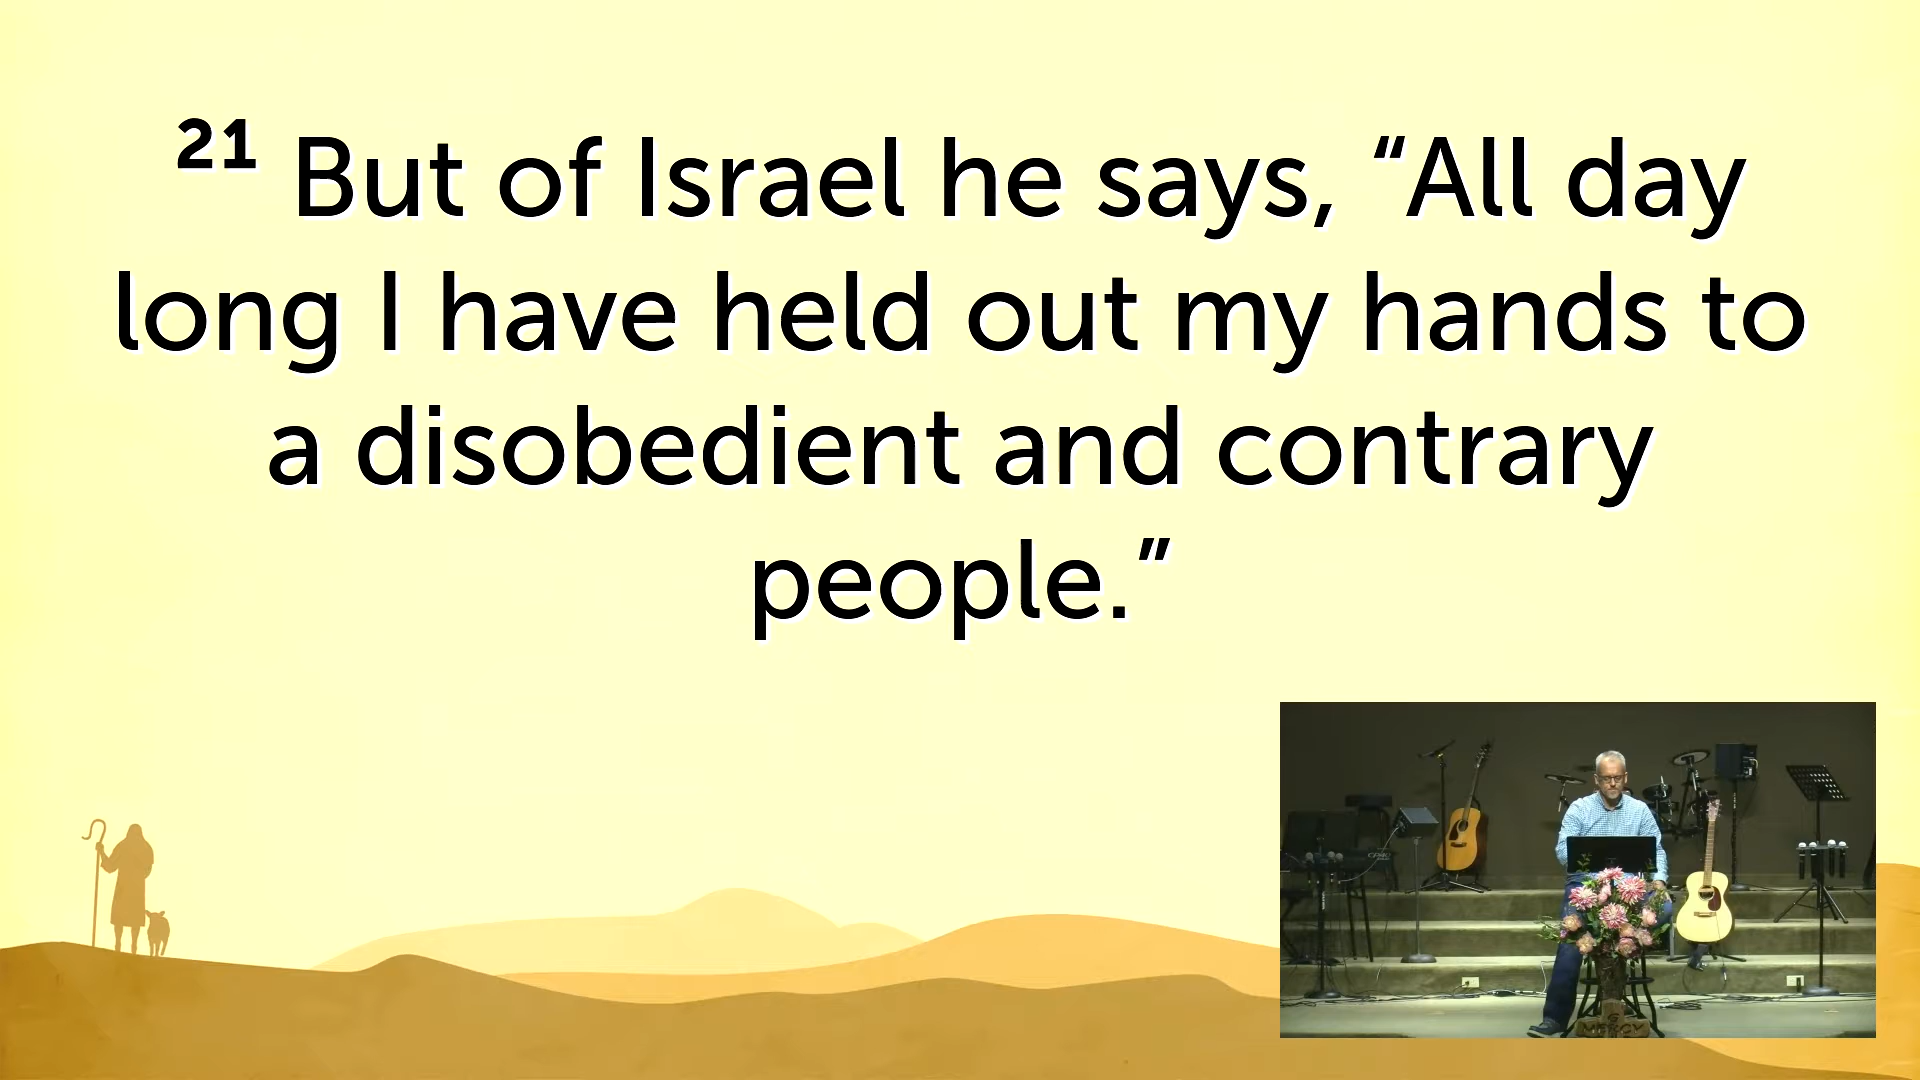 21 But of Israel he says, “All day
long I have held out my hands to
a disobedient and contrary
people.”
MERCY